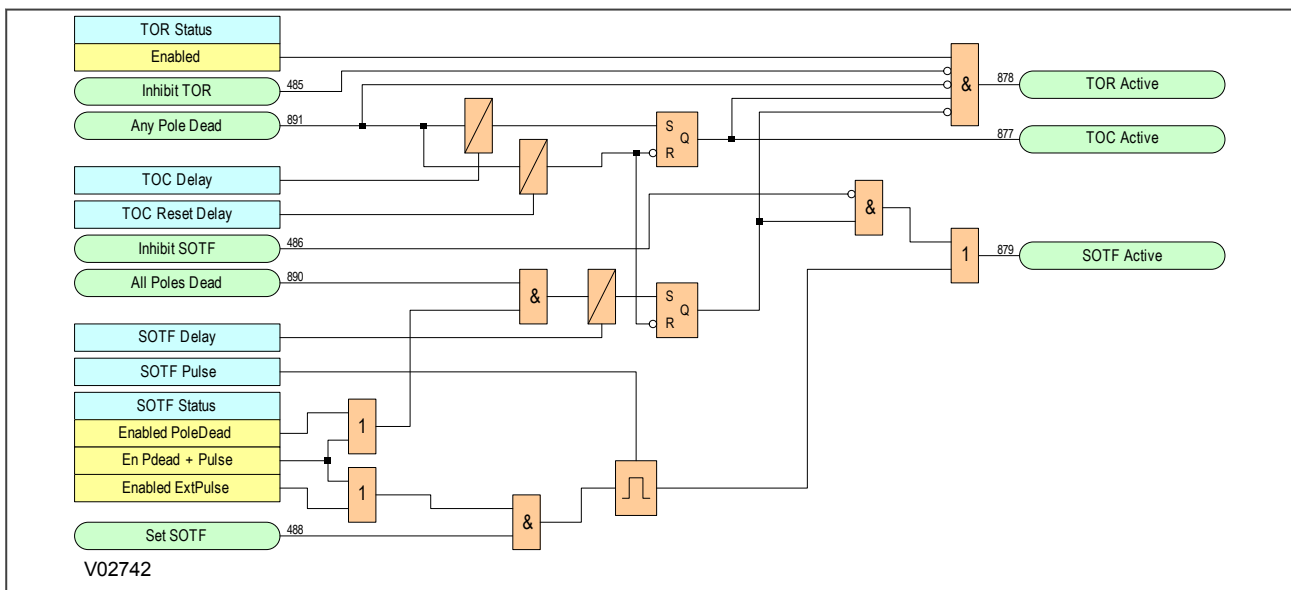 TOR Status
Enabled
Inhibit TOR 485
Any Pole Dead 891
TOC Delay
TOC Reset Delay
Inhibit SOTF 486
All Poles Dead 890
SOTF Delay
SOTF Pulse
SOTF Status
Enabled PoleDead
En Pdead + Pulse
Enabled ExtPulse
Set SOTF 488
S
Q
R
&
S
Q
R
1
1
&
&
878 TOR Active
877 TOC Active
&
1
879 SOTF Active
V02742